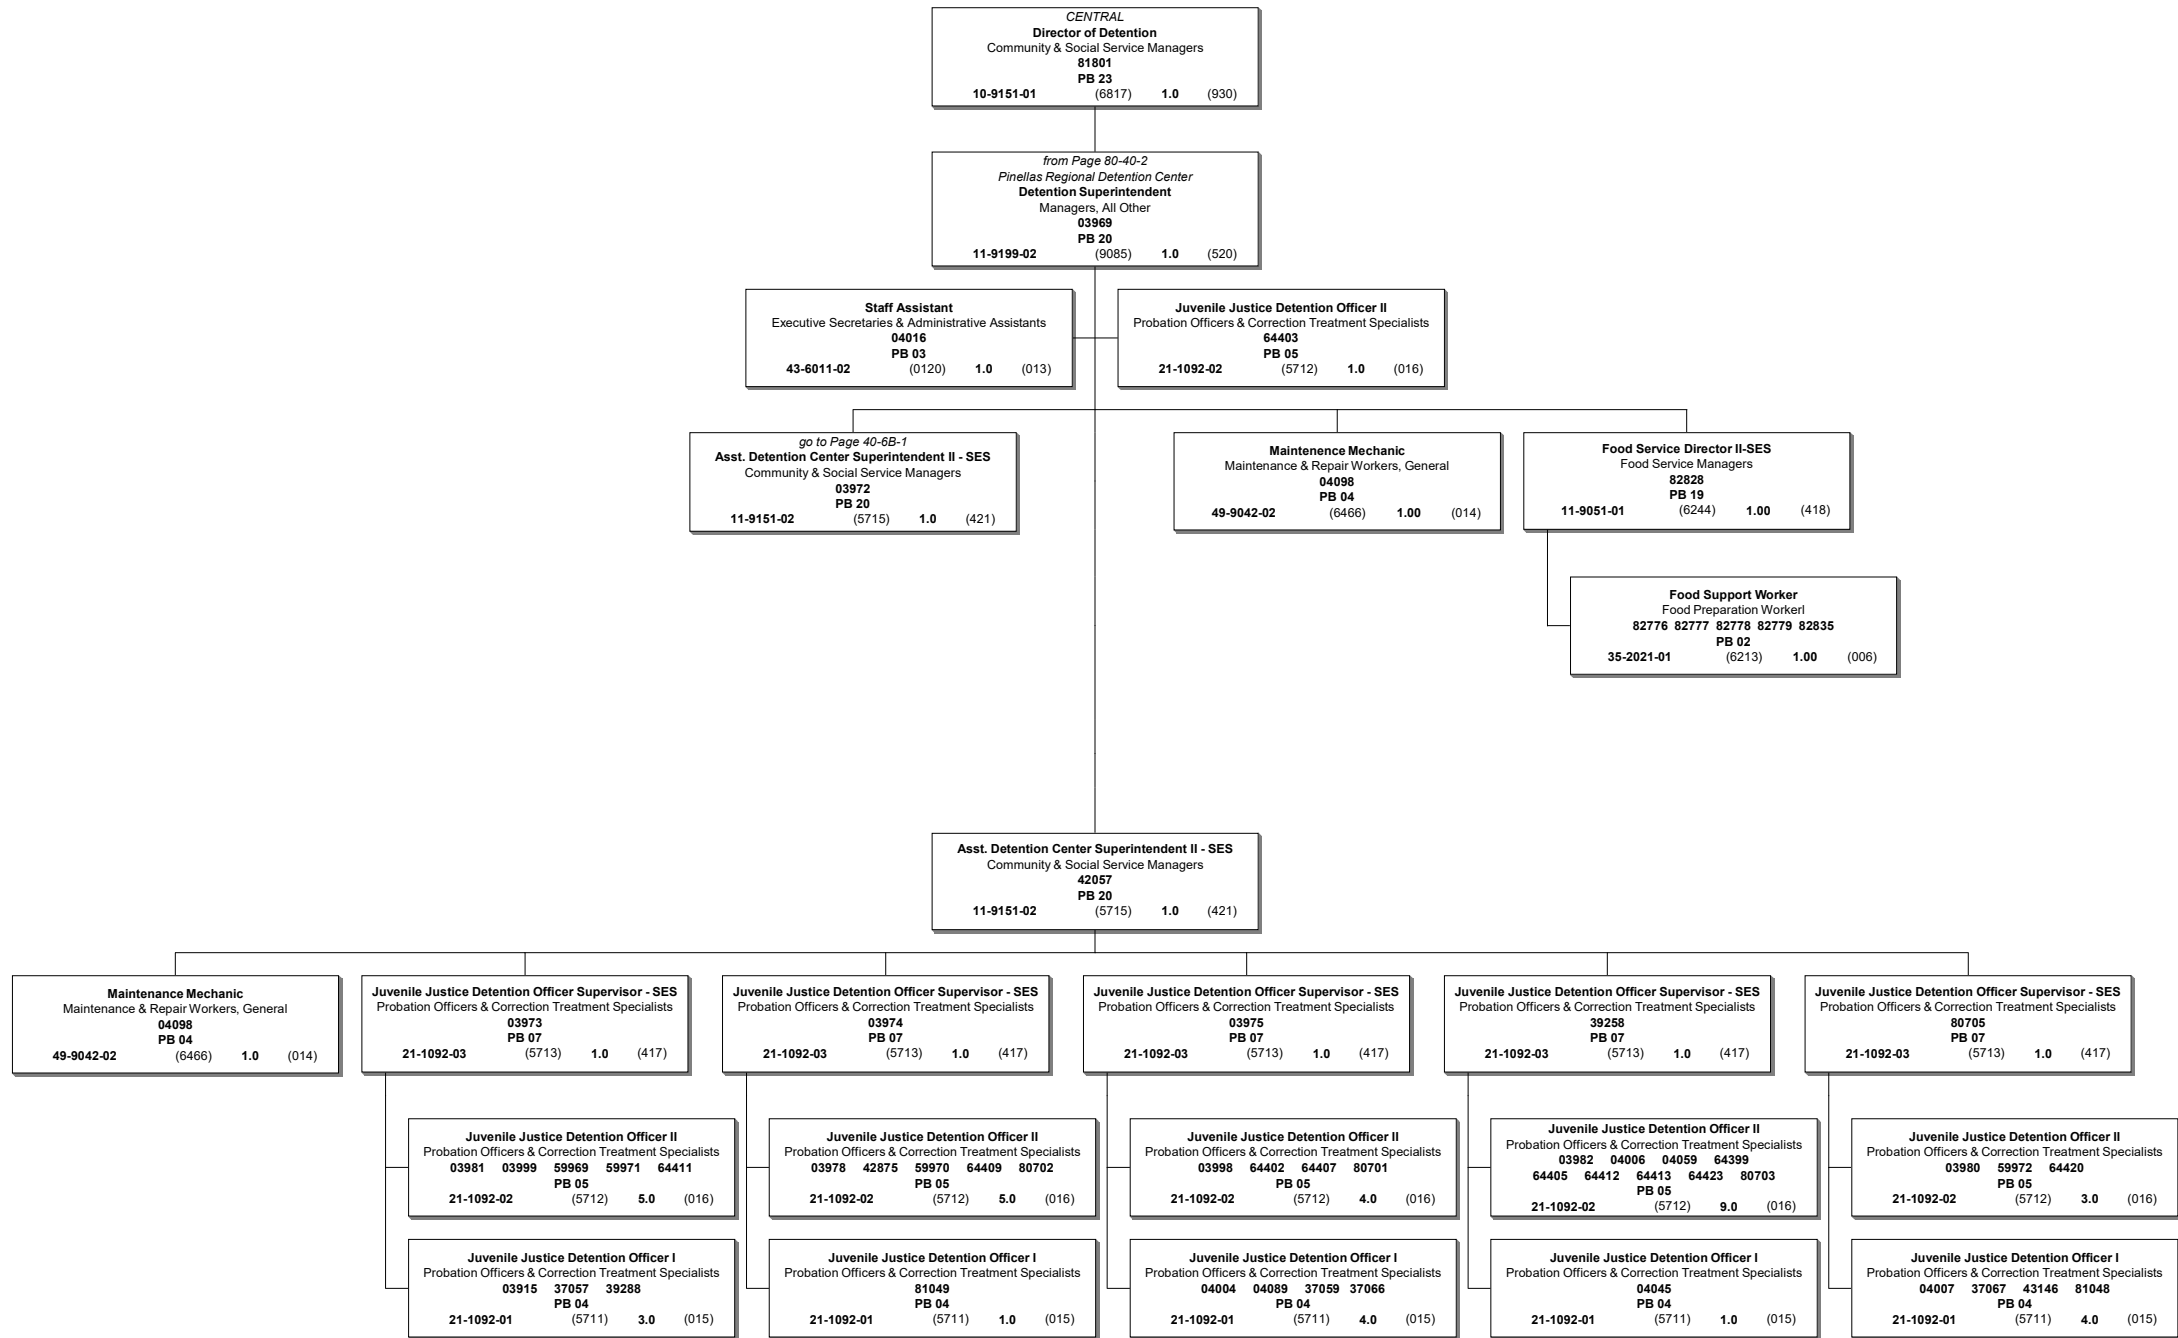 CENTRAL
Director of Detention
Community & Social Service Managers
81801
PB 23
10-9151-01 (6817) 1.0 (930)
from Page 80-40-2
Pinellas Regional Detention Center
Detention Superintendent
Managers, All Other
03969
PB 20
11-9199-02 (9085) 1.0 (520)
Staff Assistant
Executive Secretaries & Administrative Assistants
04016
PB 03
43-6011-02 (0120) 1.0 (013)
Juvenile Justice Detention Officer II
Probation Officers & Correction Treatment Specialists
64403
PB 05
21-1092-02 (5712) 1.0 (016)
go to Page 40-6B-1
Asst. Detention Center Superintendent II - SES
Community & Social Service Managers
03972
PB 20
11-9151-02 (5715) 1.0 (421)
Maintenence Mechanic
Maintenance & Repair Workers, General
04098
PB 04
49-9042-02 (6466) 1.00 (014)
Food Service Director II-SES
Food Service Managers
82828
PB 19
11-9051-01 (6244) 1.00 (418)
Food Support Worker
Food Preparation Workerl
82776 82777 82778 82779 82835
PB 02
35-2021-01 (6213) 1.00 (006)
Asst. Detention Center Superintendent II - SES
Community & Social Service Managers
42057
PB 20
11-9151-02 (5715) 1.0 (421)
Maintenance Mechanic
Maintenance & Repair Workers, General
04098
PB 04
49-9042-02 (6466) 1.0 (014)
Juvenile Justice Detention Officer Supervisor - SES
Probation Officers & Correction Treatment Specialists
03973
PB 07
21-1092-03 (5713) 1.0 (417)
Juvenile Justice Detention Officer Supervisor - SES
Probation Officers & Correction Treatment Specialists
03974
PB 07
21-1092-03 (5713) 1.0 (417)
Juvenile Justice Detention Officer Supervisor - SES
Probation Officers & Correction Treatment Specialists
03975
PB 07
21-1092-03 (5713) 1.0 (417)
Juvenile Justice Detention Officer Supervisor - SES
Probation Officers & Correction Treatment Specialists
39258
PB 07
21-1092-03 (5713) 1.0 (417)
Juvenile Justice Detention Officer Supervisor - SES
Probation Officers & Correction Treatment Specialists
80705
PB 07
21-1092-03 (5713) 1.0 (417)
Juvenile Justice Detention Officer II
Probation Officers & Correction Treatment Specialists
03981 03999 59969 59971 64411
PB 05
21-1092-02 (5712) 5.0 (016)
Juvenile Justice Detention Officer II
Probation Officers & Correction Treatment Specialists
03978 42875 59970 64409 80702
PB 05
21-1092-02 (5712) 5.0 (016)
Juvenile Justice Detention Officer II
Probation Officers & Correction Treatment Specialists
03998 64402 64407 80701
PB 05
21-1092-02 (5712) 4.0 (016)
Juvenile Justice Detention Officer II
Probation Officers & Correction Treatment Specialists
03982 04006 04059 64399
64405 64412 64413 64423 80703
PB 05
21-1092-02 (5712) 9.0 (016)
Juvenile Justice Detention Officer II
Probation Officers & Correction Treatment Specialists
03980 59972 64420
PB 05
21-1092-02 (5712) 3.0 (016)
Juvenile Justice Detention Officer I
Probation Officers & Correction Treatment Specialists
03915 37057 39288
PB 04
21-1092-01 (5711) 3.0 (015)
Juvenile Justice Detention Officer I
Probation Officers & Correction Treatment Specialists
81049
PB 04
21-1092-01 (5711) 1.0 (015)
Juvenile Justice Detention Officer I
Probation Officers & Correction Treatment Specialists
04004 04089 37059 37066
PB 04
21-1092-01 (5711) 4.0 (015)
Juvenile Justice Detention Officer I
Probation Officers & Correction Treatment Specialists
04045
PB 04
21-1092-01 (5711) 1.0 (015)
Juvenile Justice Detention Officer I
Probation Officers & Correction Treatment Specialists
04007 37067 43146 81048
PB 04
21-1092-01 (5711) 4.0 (015)